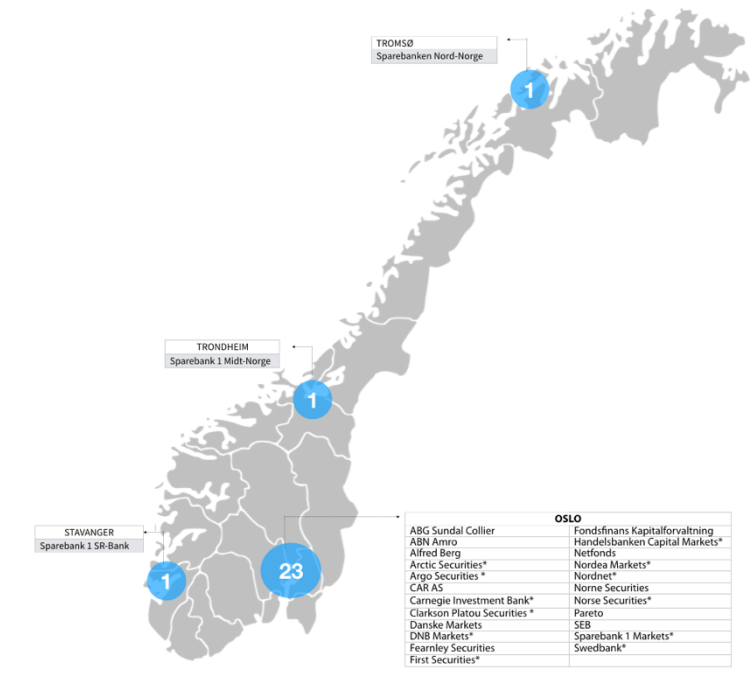 TROMSØ
Sparebanken Nord-Norge
1
TRONDHEIM
Sparebank 1 Midt-Norge
1
STAVANGER
Sparebank 1 SR-Bank
1
23
OSLO
ABG Sundal Collier Fondsfinans Kapitalforvaltning
ABN Amro Handelsbanken Capital Markets*
Alfred Berg Netfonds
Arctic Securities* Nordea Markets*
Argo Securities * Nordnet*
CAR AS Norne Securities
Carnegie Investment Bank* Norse Securities*
Clarkson Platou Securities * Pareto
Danske Markets SEB
DNB Markets* Sparebank 1 Markets*
Fearnley Securities Swedbank*
First Securities*